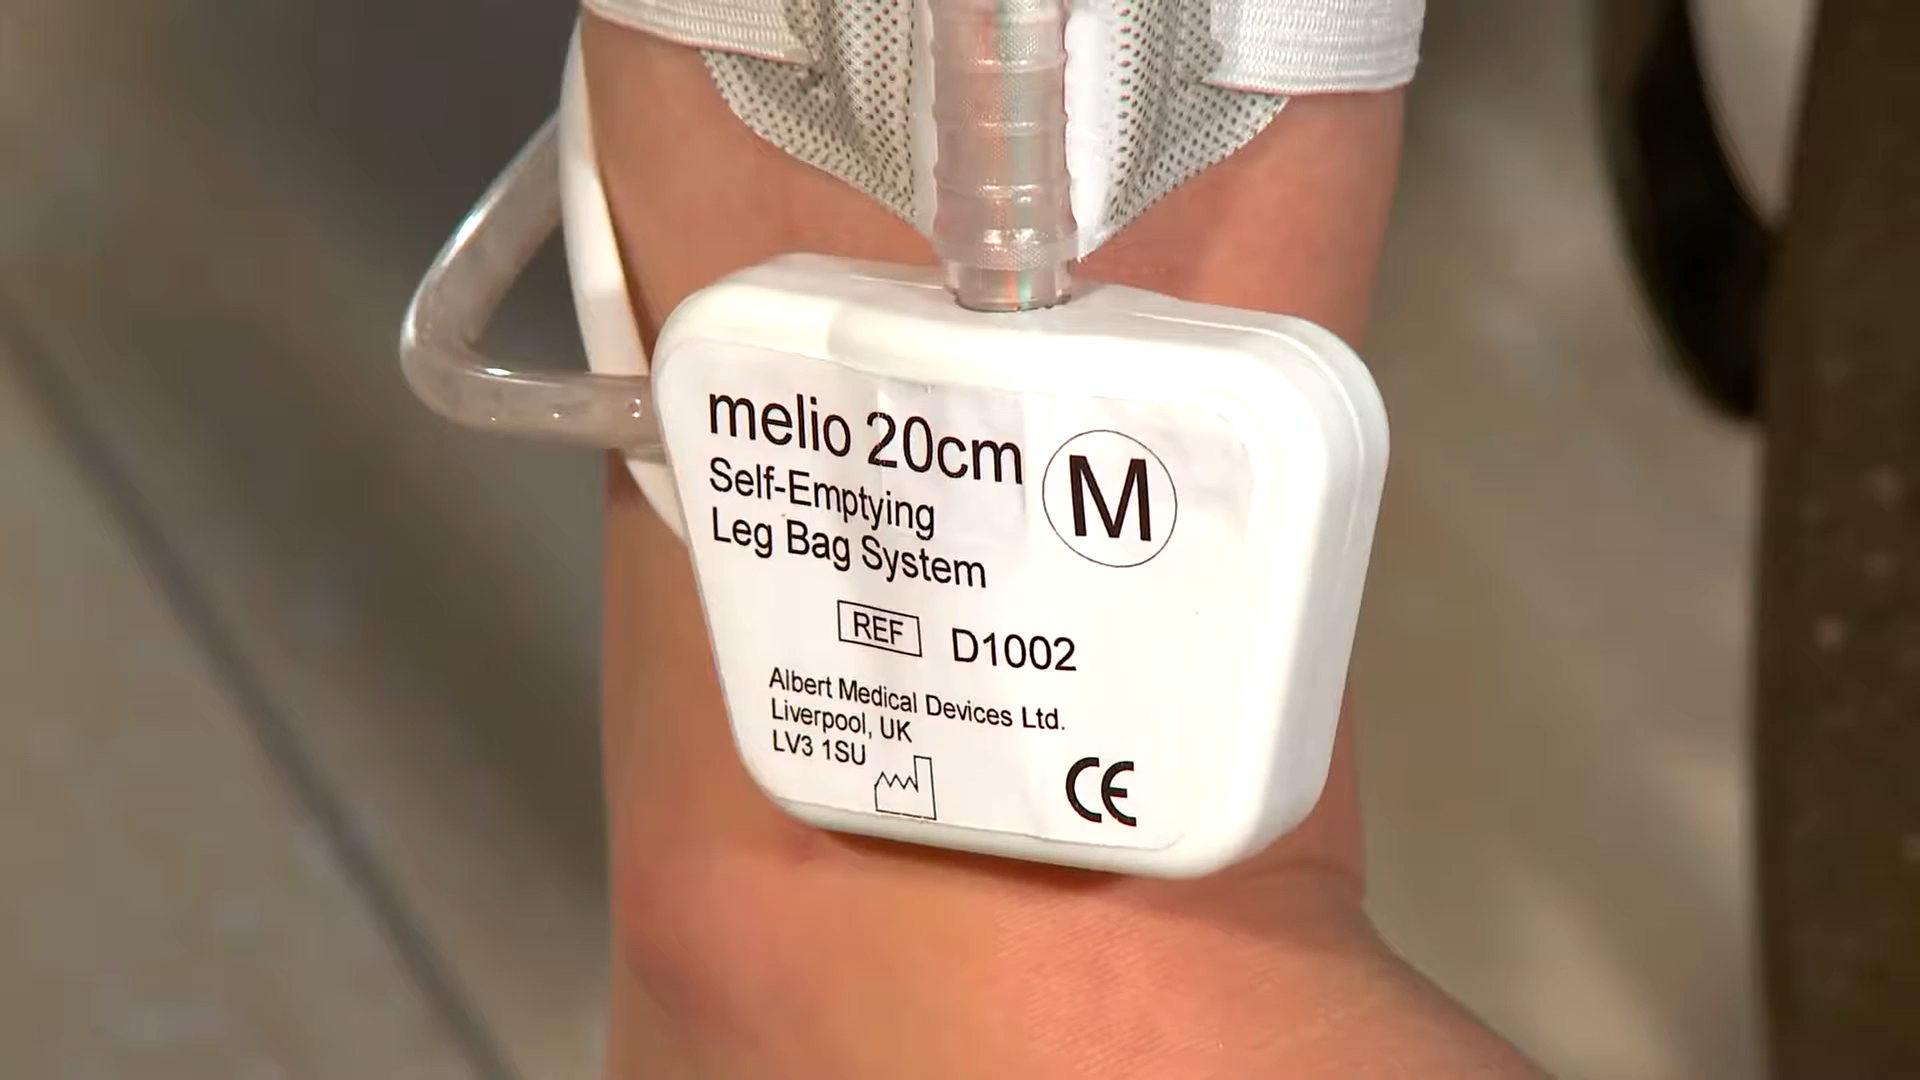 melio 20cm
M
Self-Emptying
Leg Bag System
REF D1002
Albert Medical Devices Ltd.
Liverpool, UK
LV3 1SU
CE